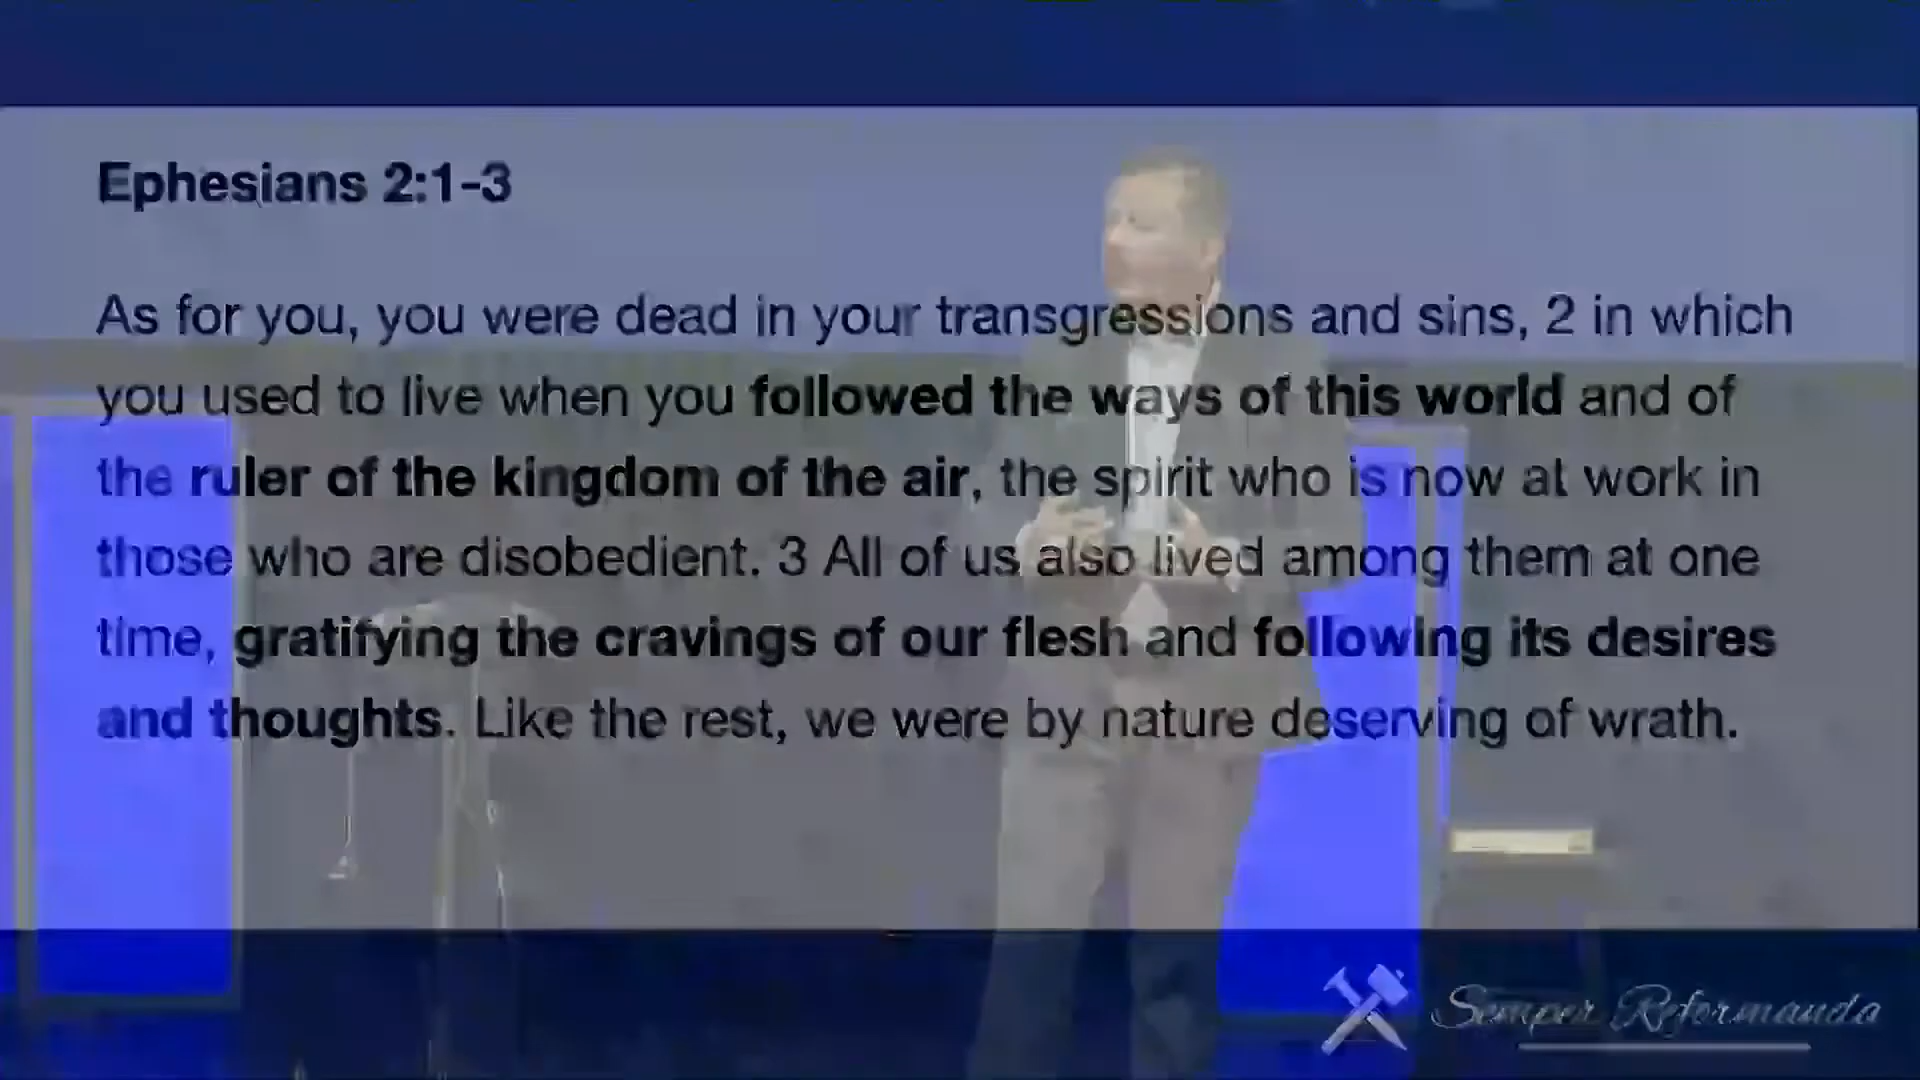 Ephesians 2:1-3
As for you, you were dead in your transgressions and sins, 2 in which
you used to live when you followed the ways of this world and of
the ruler of the kingdom of the air, the spirit who is now at work in
those who are disobedient. 3 All of us also lived among them at one
time, gratifying the cravings of our flesh and following its desires
and thoughts. Like the rest, we were by nature deserving of wrath.
Semper Reformanda